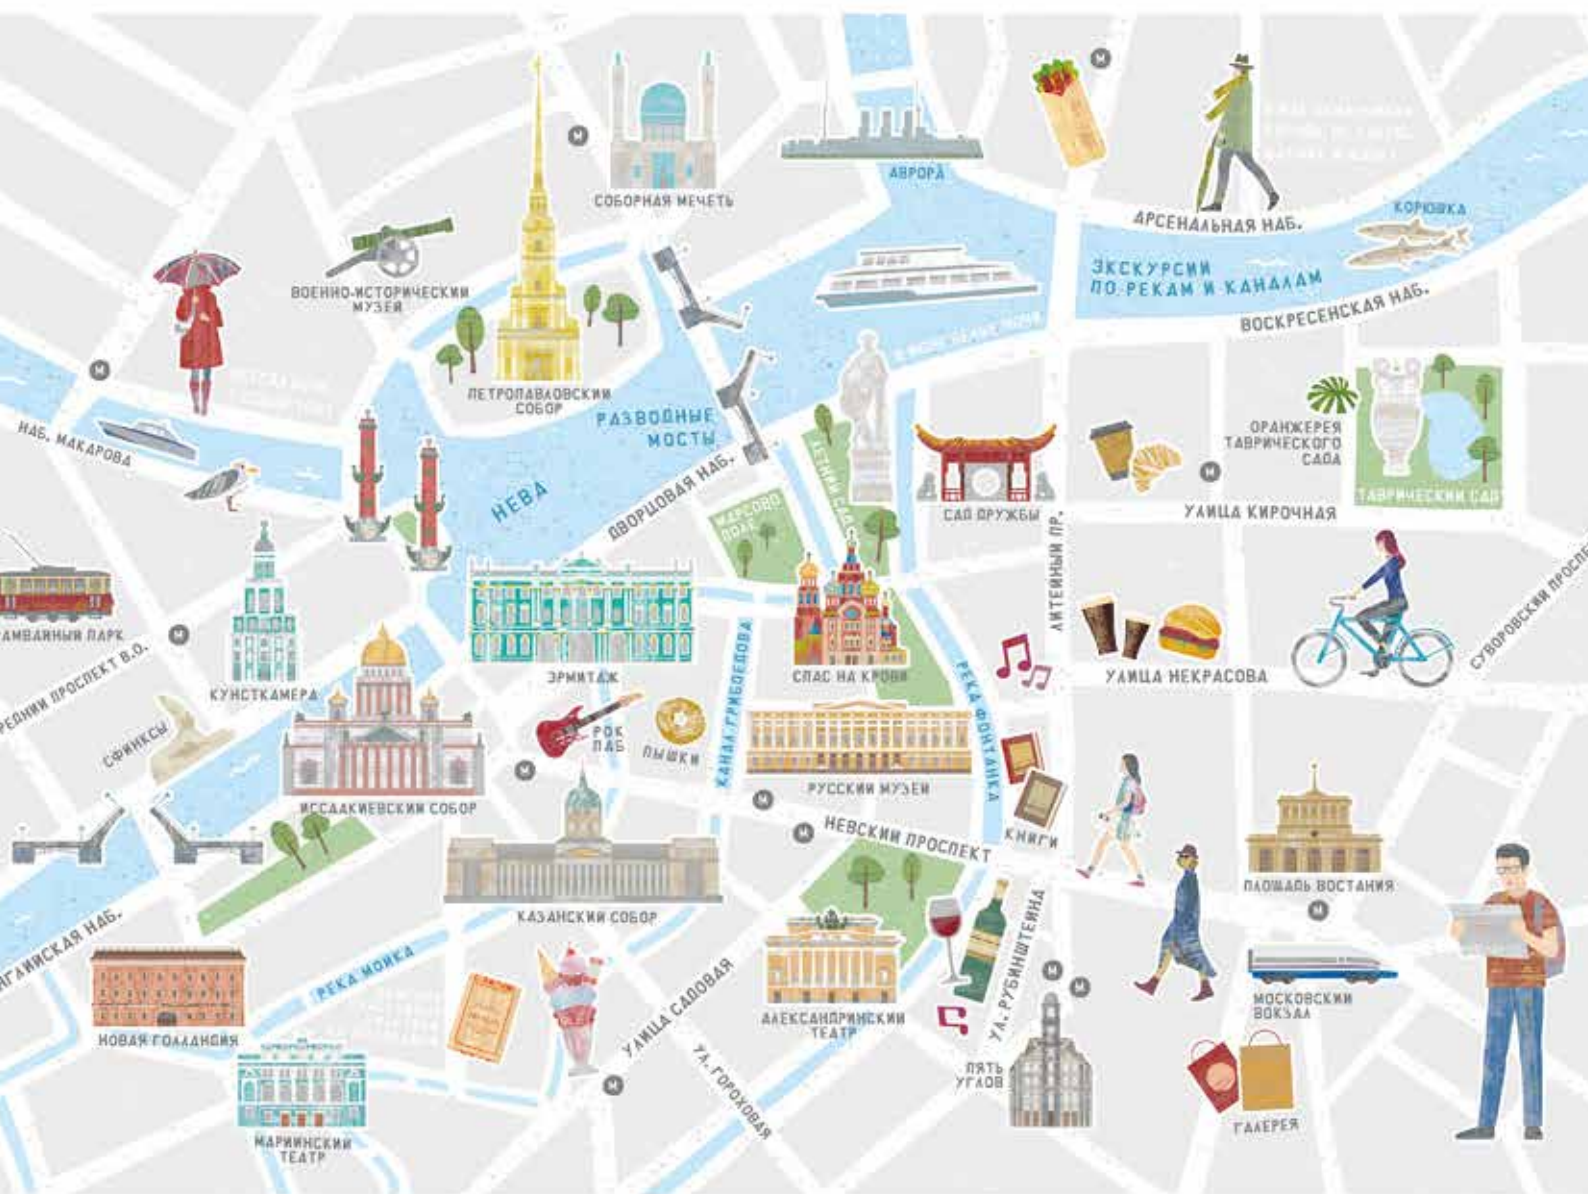 СОБОРНАЯ МЕЧЕТЬ
АВРОРА
АРСЕНАЛЬНАЯ НАБ.
КОРЮШКА
ВОЕННО-ИСТОРИЧЕСКИЙ
МУЗЕЙ
ЭКСКУРСИИ
ПО РЕКАМ И КАНАЛАМ
ВОСКРЕСЕНСКАЯ НАБ.
ПЕТРОПАВЛОВСКИЙ
СОБОР
РАЗВОДНЫЕ
МОСТЫ
НАБ. МАКАРОВА
НЕВА
ДВОРЦОВАЯ НАБ.
МАРСОВО
ПОЛЕ
ЛЕТНИЙ САД
САД ДРУЖБЫ
ЛИТЕЙНЫЙ ПР.
ОРАНЖЕРЕЯ
ТАВРИЧЕСКОГО
САДА
ТАВРИЧЕСКИЙ САД
УЛИЦА КИРОЧНАЯ
АМВАЙНЫЙ ПАРК
РЕДНИЙ ПРОСПЕКТ В.О.
КУНСТКАМЕРА
ЭРМИТАЖ
СПАС НА КРОВИ
УЛИЦА НЕКРАСОВА
СУВОРОВСКИЙ ПРОСПЕ
СФИНКСЫ
ИССАКИЕВСКИЙ СОБОР
РОК
ПАБ
ПЫШКИ
КАНАЛ ГРИБОЕДОВА
РУССКИЙ МУЗЕЙ
РЕКА ФОНТАНКА
КНИГИ
НЕВСКИЙ ПРОСПЕКТ
КАЗАНСКИЙ СОБОР
ПЛОЩАДЬ ВОСТАНИЯ
НГЛИЙСКАЯ НАБ.
РЕКА МОЙКА
НОВАЯ ГОЛЛАНДИЯ
УЛИЦА САДОВАЯ
АЛЕКСАНДРИНСКИЙ
ТЕАТР
УЛ. РУБИНШТЕЙНА
МОСКОВСКИЙ
ВОКЗАЛ
МАРИИНСКИЙ
ТЕАТР
УЛ. ГОРОХОВАЯ
ПЯТЬ
УГЛОВ
ГАЛЕРЕЯ